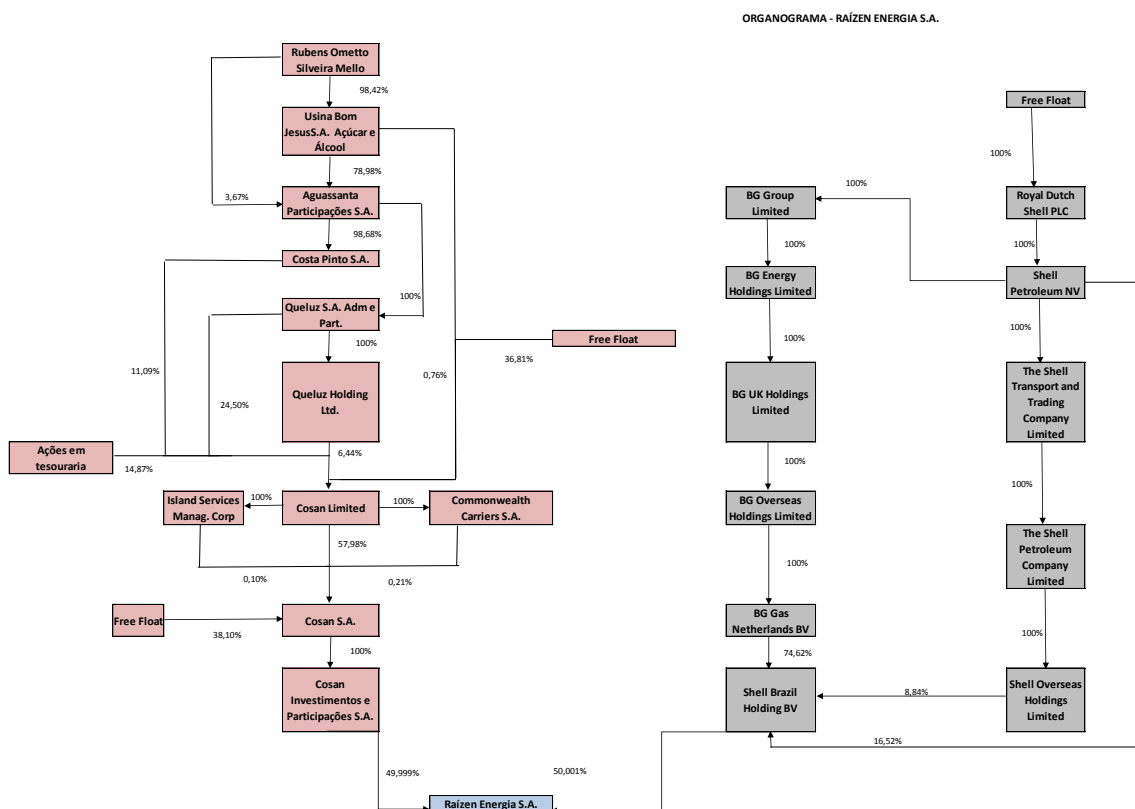 ORGANOGRAMA - RAÍZEN ENERGIA S.A.
Rubens Ometto
Silveira Mello
98,42%
Usina Bom
JesusS.A. Açúcar e
Álcool
78,98%
3,67%
Aguassanta
Participações S.A.
98,68%
Costa Pinto S.A.
100%
Queluz S.A. Adm e
Part.
100%
Free Float
36,81%
11,09%
0,76%
Queluz Holding
Ltd.
24,50%
Ações em
tesouraria
14,87%
6,44%
Island Services
Manag. Corp
100%
Cosan Limited
100%
Commonwealth
Carriers S.A.
57,98%
0,10%
0,21%
Free Float
38,10%
Cosan S.A.
100%
Cosan
Investimentos e
Participações S.A.
49,999%
50,001%
Raízen Energia S.A.
Free Float
100%
Royal Dutch
Shell PLC
100%
100%
BG Group
Limited
100%
Shell
Petroleum NV
BG Energy
Holdings Limited
100%
100%
BG UK Holdings
Limited
The Shell
Transport and
Trading
Company
Limited
100%
100%
BG Overseas
Holdings Limited
The Shell
Petroleum
Company
Limited
100%
BG Gas
Netherlands BV
100%
74,62%
Shell Brazil
Holding BV
8,84%
Shell Overseas
Holdings
Limited
16,52%